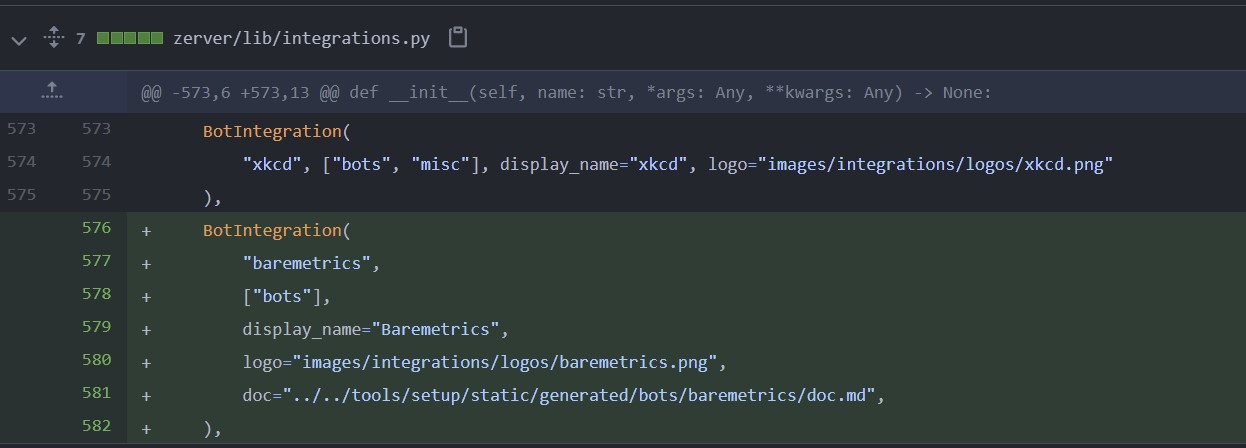 7 zerver/lib/integrations.py
@@ -573,6 +573,13 @@ def __init__(self, name: str, *args: Any, **kwargs: Any) -> None:
573 573 BotIntegration(
574 574 "xkcd", ["bots", "misc"], display_name="xkcd", logo="images/integrations/logos/xkcd.png"
575 575 ),
576 + BotIntegration(
577 + "baremetrics",
578 + ["bots"],
579 + display_name="Baremetrics",
580 + logo="images/integrations/logos/baremetrics.png",
581 + doc="../../tools/setup/static/generated/bots/baremetrics/doc.md",
582 + ),